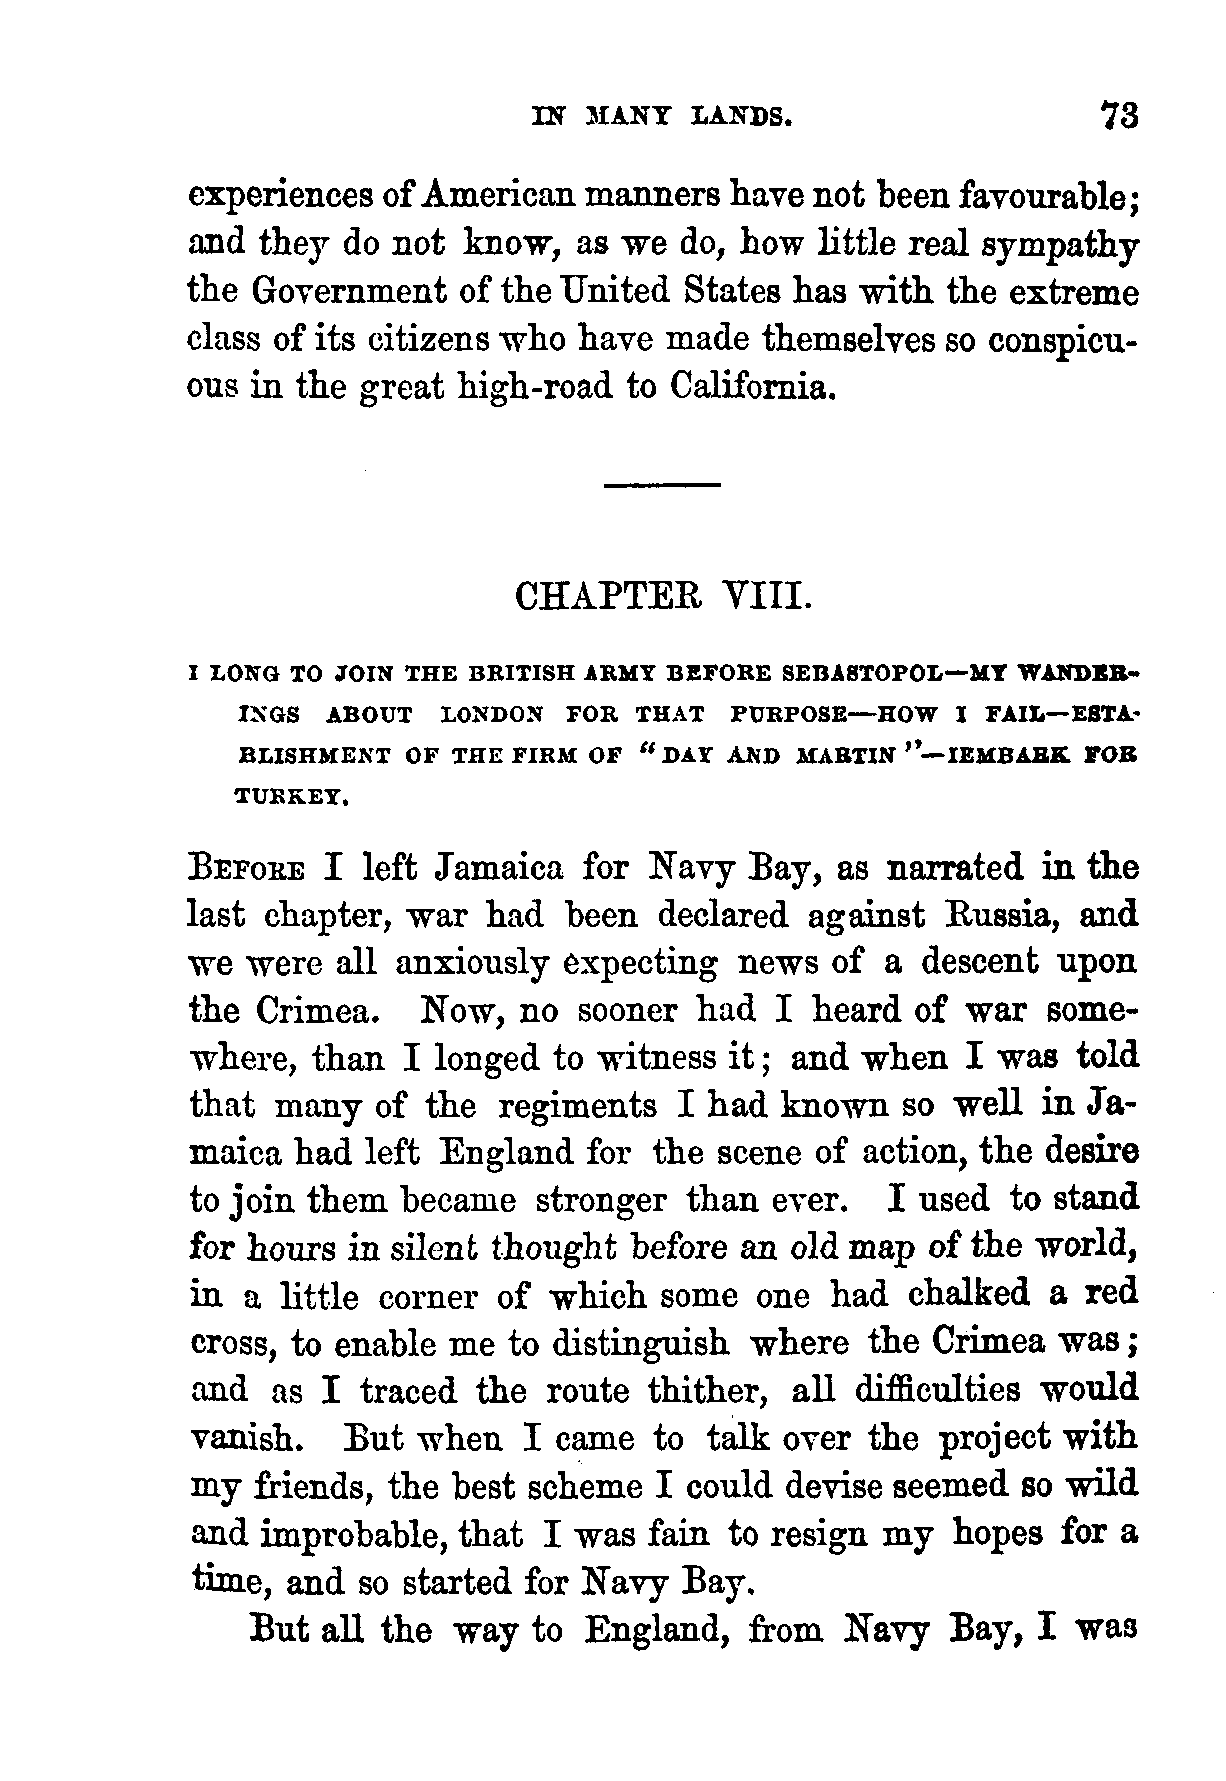 IN MANY LANDS. 73
experiences of American manners have not been favourable;
and they do not know, as we do, how little real sympathy
the Government of the United States has with the extreme
class of its citizens who have made themselves so conspicu-
ous in the great high-road to California.
CHAPTER VIII.
I LONG TO JOIN THE BRITISH ARMY BEFORE SEBASTOPOL—MY WANDER-
INGS ABOUT LONDON FOR THAT PURPOSE—HOW I FAIL—ESTA-
BLISHMENT OF THE FIRM OF "DAY AND MARTIN"—IEMBARK FOR
TURKEY.
BEFORE I left Jamaica for Navy Bay, as narrated in the
last chapter, war had been declared against Russia, and
we were all anxiously expecting news of a descent upon
the Crimea. Now, no sooner had I heard of war some-
where, than I longed to witness it; and when I was told
that many of the regiments I had known so well in Ja-
maica had left England for the scene of action, the desire
to join them became stronger than ever. I used to stand
for hours in silent thought before an old map of the world,
in a little corner of which some one had chalked a red
cross, to enable me to distinguish where the Crimea was;
and as I traced the route thither, all difficulties would
vanish. But when I came to talk over the project with
my friends, the best scheme I could devise seemed so wild
and improbable, that I was fain to resign my hopes for a
time, and so started for Navy Bay.
But all the way to England, from Navy Bay, I was